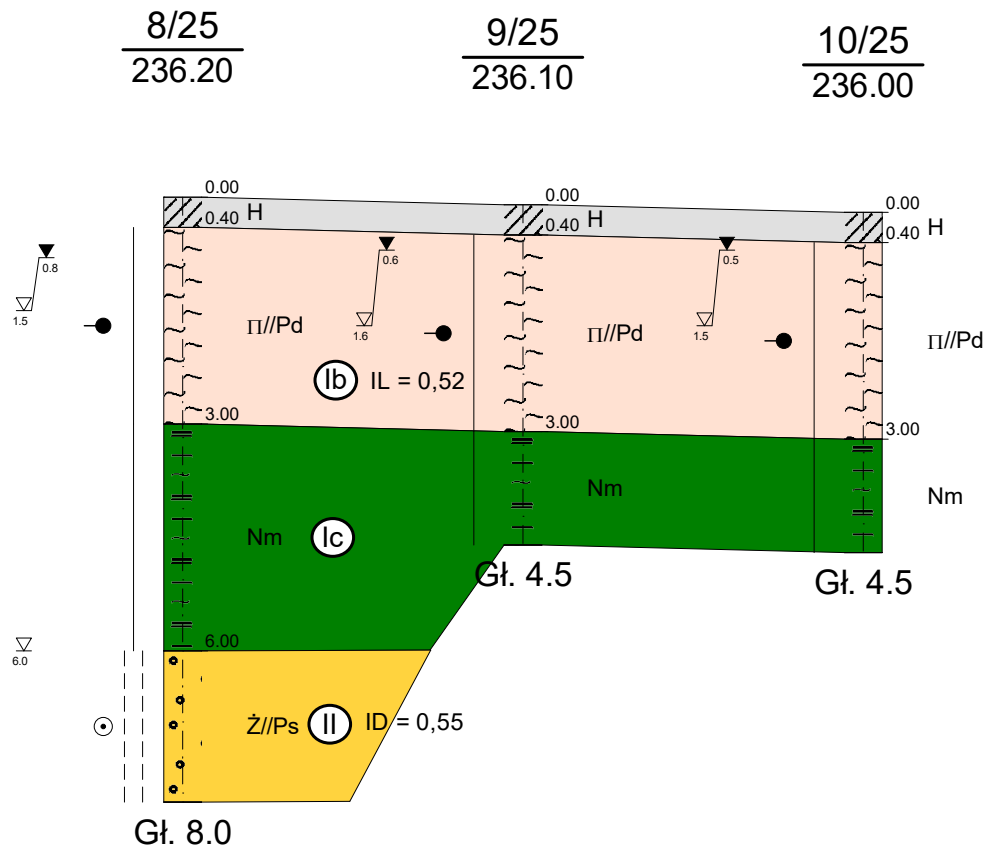 8/25
236.20
9/25
236.10
10/25
236.00
0.00
0.40
H
0.00
0.40
H
0.00
0.40
H
0.8
1.5
0.6
1.6
0.5
1.5
Π//Pd
Π//Pd
Π//Pd
Ib
IL = 0,52
3.00
3.00
3.00
Nm
Ic
Nm
Nm
Gł. 4.5
Gł. 4.5
6.00
6.0
Ż//Ps
II
ID = 0,55
Gł. 8.0